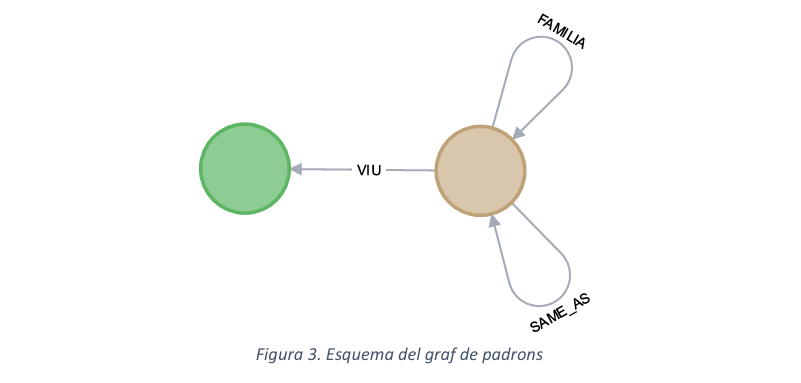 FAMILIA
VIU
SAME_AS
Figura 3. Esquema del graf de padrons